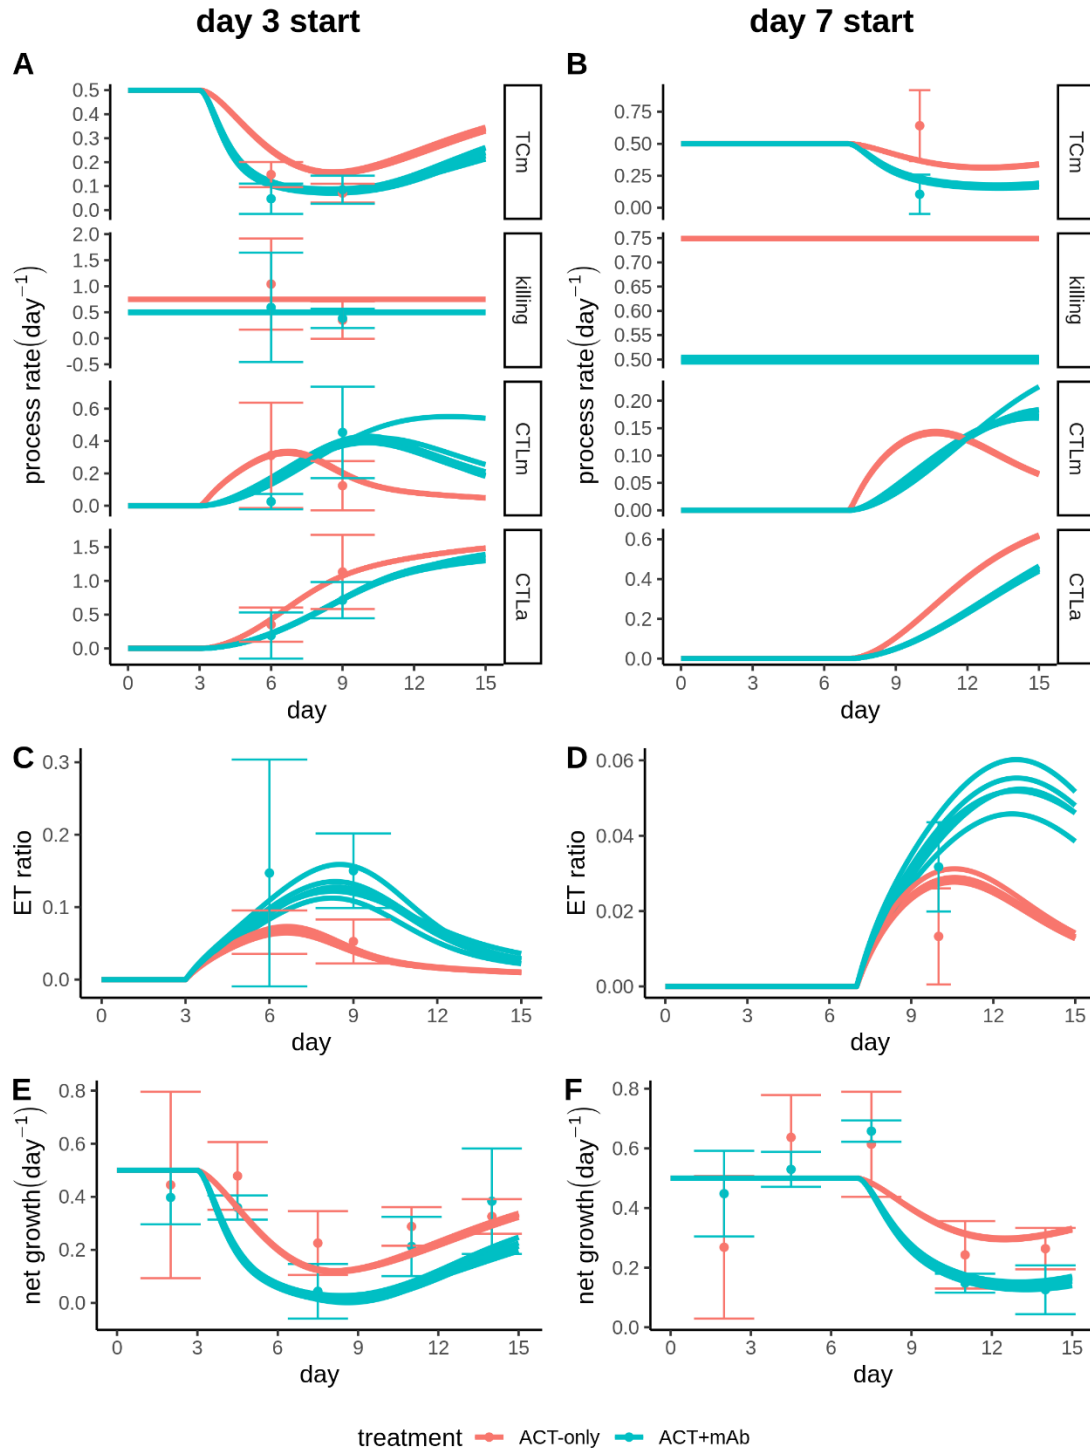 day 3 start
day 7 start
A
B
0.5
0.4
0.3
0.2
0.1
0.0
TCm
0.75
0.50
0.25
0.00
TCm
2.0
1.5
1.0
0.5
0.0
-0.5
killing
0.75
0.70
0.65
0.60
0.55
0.50
killing
process rate(day⁻¹)
process rate(day⁻¹)
0.6
0.4
0.2
0.0
CTLm
0.20
0.15
0.10
0.05
0.00
CTLm
1.5
1.0
0.5
0.0
CTLa
0.6
0.4
0.2
0.0
CTLa
0 3 6 9 12 15
day
0 3 6 9 12 15
day
C
0.3
0.2
0.1
0.0
ET ratio
0 3 6 9 12 15
day
D
0.06
0.04
0.02
0.00
ET ratio
0 3 6 9 12 15
day
E
0.8
0.6
0.4
0.2
0.0
net growth(day⁻¹)
0 3 6 9 12 15
day
F
0.8
0.6
0.4
0.2
0.0
net growth(day⁻¹)
0 3 6 9 12 15
day
treatment ACT-only ACT+mAb